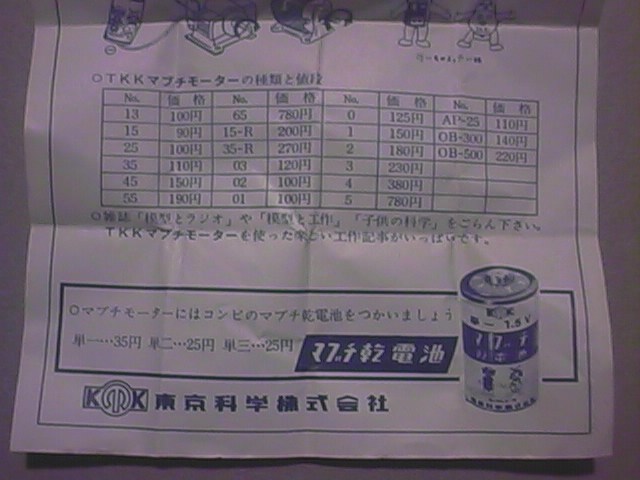 ○TKKマブチモーターの種類と値段
No. 価格 No. 価格 No. 価格 No. 価格
13 100円 65 780円 0 125円 AP-25 110円
15 90円 15-R 200円 1 150円 OB-300 140円
25 100円 35-R 270円 2 180円 OB-500 220円
35 110円 03 120円 3 230円
45 150円 02 100円 4 380円
55 190円 01 100円 5 780円
○雑誌「模型とラジオ」や「模型と工作」「子供の科学」をごらん下さい。
TKKマブチモーターを使った楽しい工作記事がいっぱいです。
○マブチモーターにはコンビのマブチ乾電池をつかいましょう
単一…35円 単二…25円 単三…25円
マブチ乾電池
単一 1.5V
マブチ
東京科学株式会社